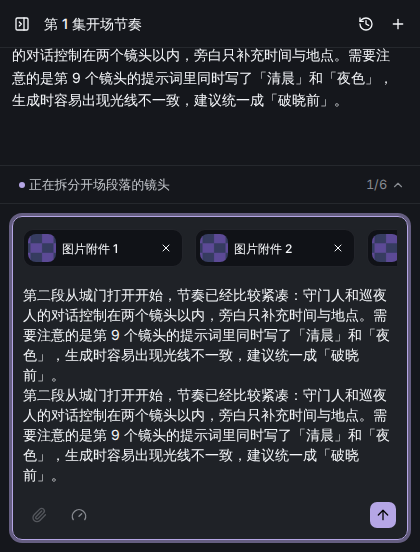 第 1 集开场节奏
的对话控制在两个镜头以内，旁白只补充时间与地点。需要注
意的是第 9 个镜头的提示词里同时写了「清晨」和「夜色」，
生成时容易出现光线不一致，建议统一成「破晓前」。
正在拆分开场段落的镜头 1/6
图片附件 1 图片附件 2
第二段从城门打开开始，节奏已经比较紧凑：守门人和巡夜
人的对话控制在两个镜头以内，旁白只补充时间与地点。需
要注意的是第 9 个镜头的提示词里同时写了「清晨」和「夜
色」，生成时容易出现光线不一致，建议统一成「破晓
前」。
第二段从城门打开开始，节奏已经比较紧凑：守门人和巡夜
人的对话控制在两个镜头以内，旁白只补充时间与地点。需
要注意的是第 9 个镜头的提示词里同时写了「清晨」和「夜
色」，生成时容易出现光线不一致，建议统一成「破晓
前」。